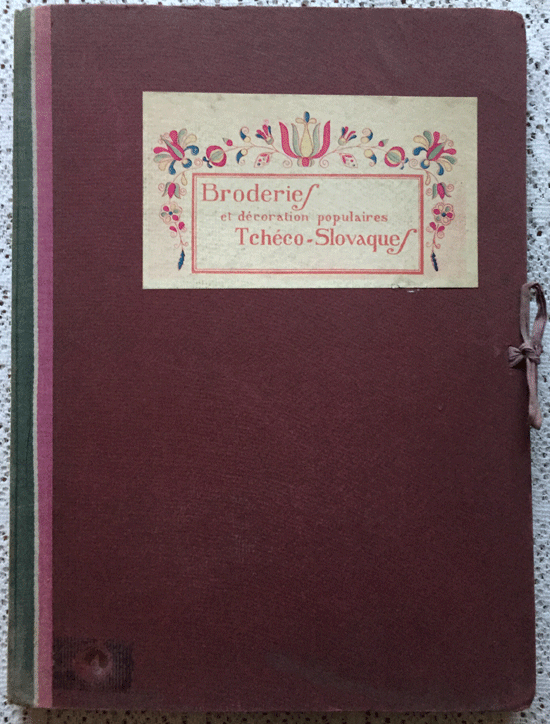 Broderies
et décoration populaires
Tchéco-Slovaques